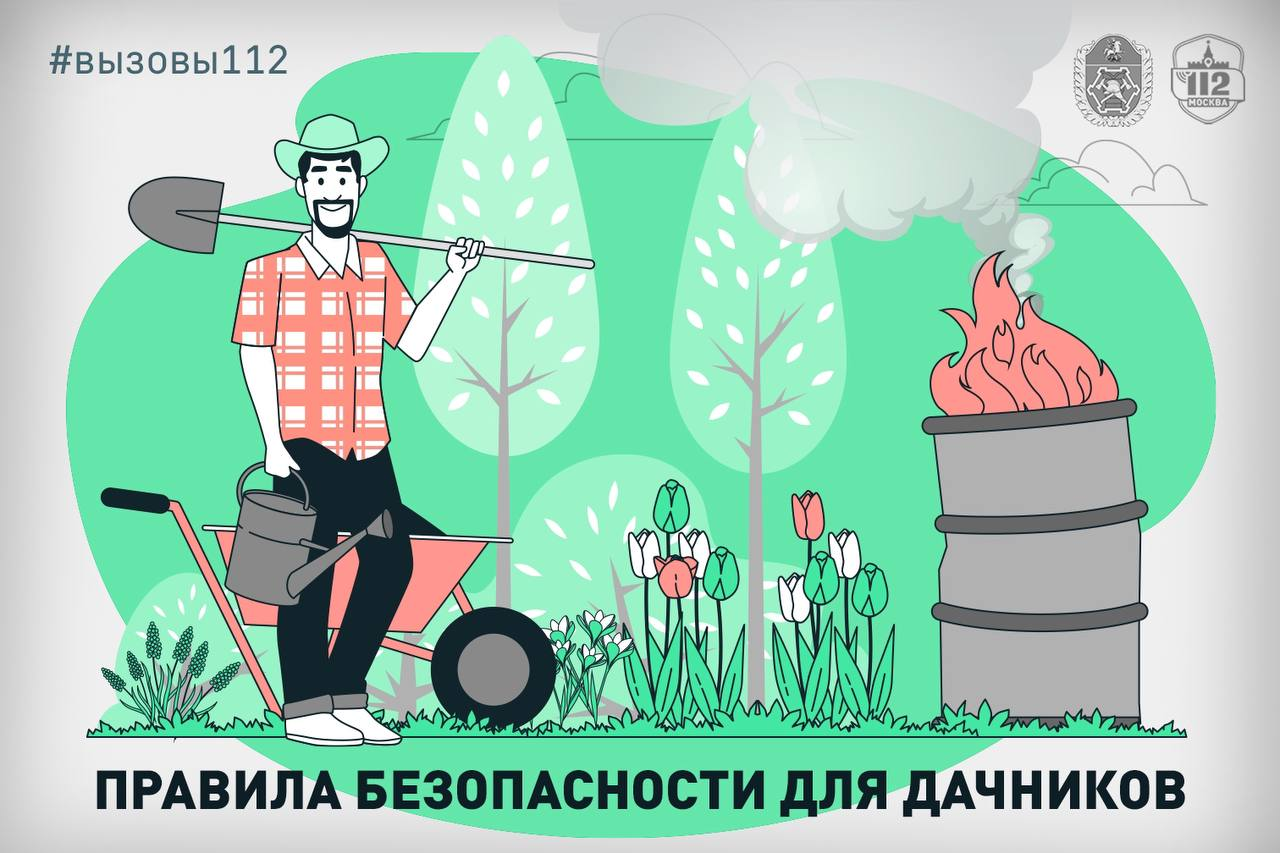 #вызовы112
112
МОСКВА
ПРАВИЛА БЕЗОПАСНОСТИ ДЛЯ ДАЧНИКОВ